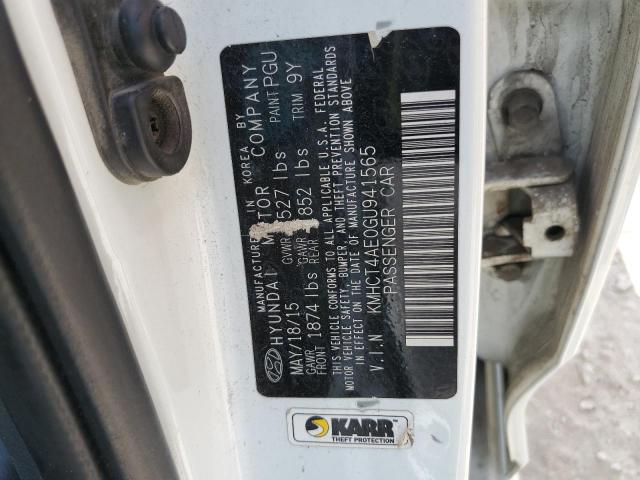 MANUFACTURED IN KOREA BY
HYUNDAI MOTOR COMPANY
MAY/18/15 GVWR 527 lbs PAINT PGU
GAWR FRONT 1874 lbs GAWR REAR 852 lbs TRIM 9Y
THIS VEHICLE CONFORMS TO ALL APPLICABLE U.S.A. FEDERAL
MOTOR VEHICLE SAFETY, BUMPER, AND THEFT PREVENTION STANDARDS
IN EFFECT ON THE DATE OF MANUFACTURE SHOWN ABOVE
V.I.N KMHCT4AE0GU941565
PASSENGER CAR
KARR
THEFT PROTECTION